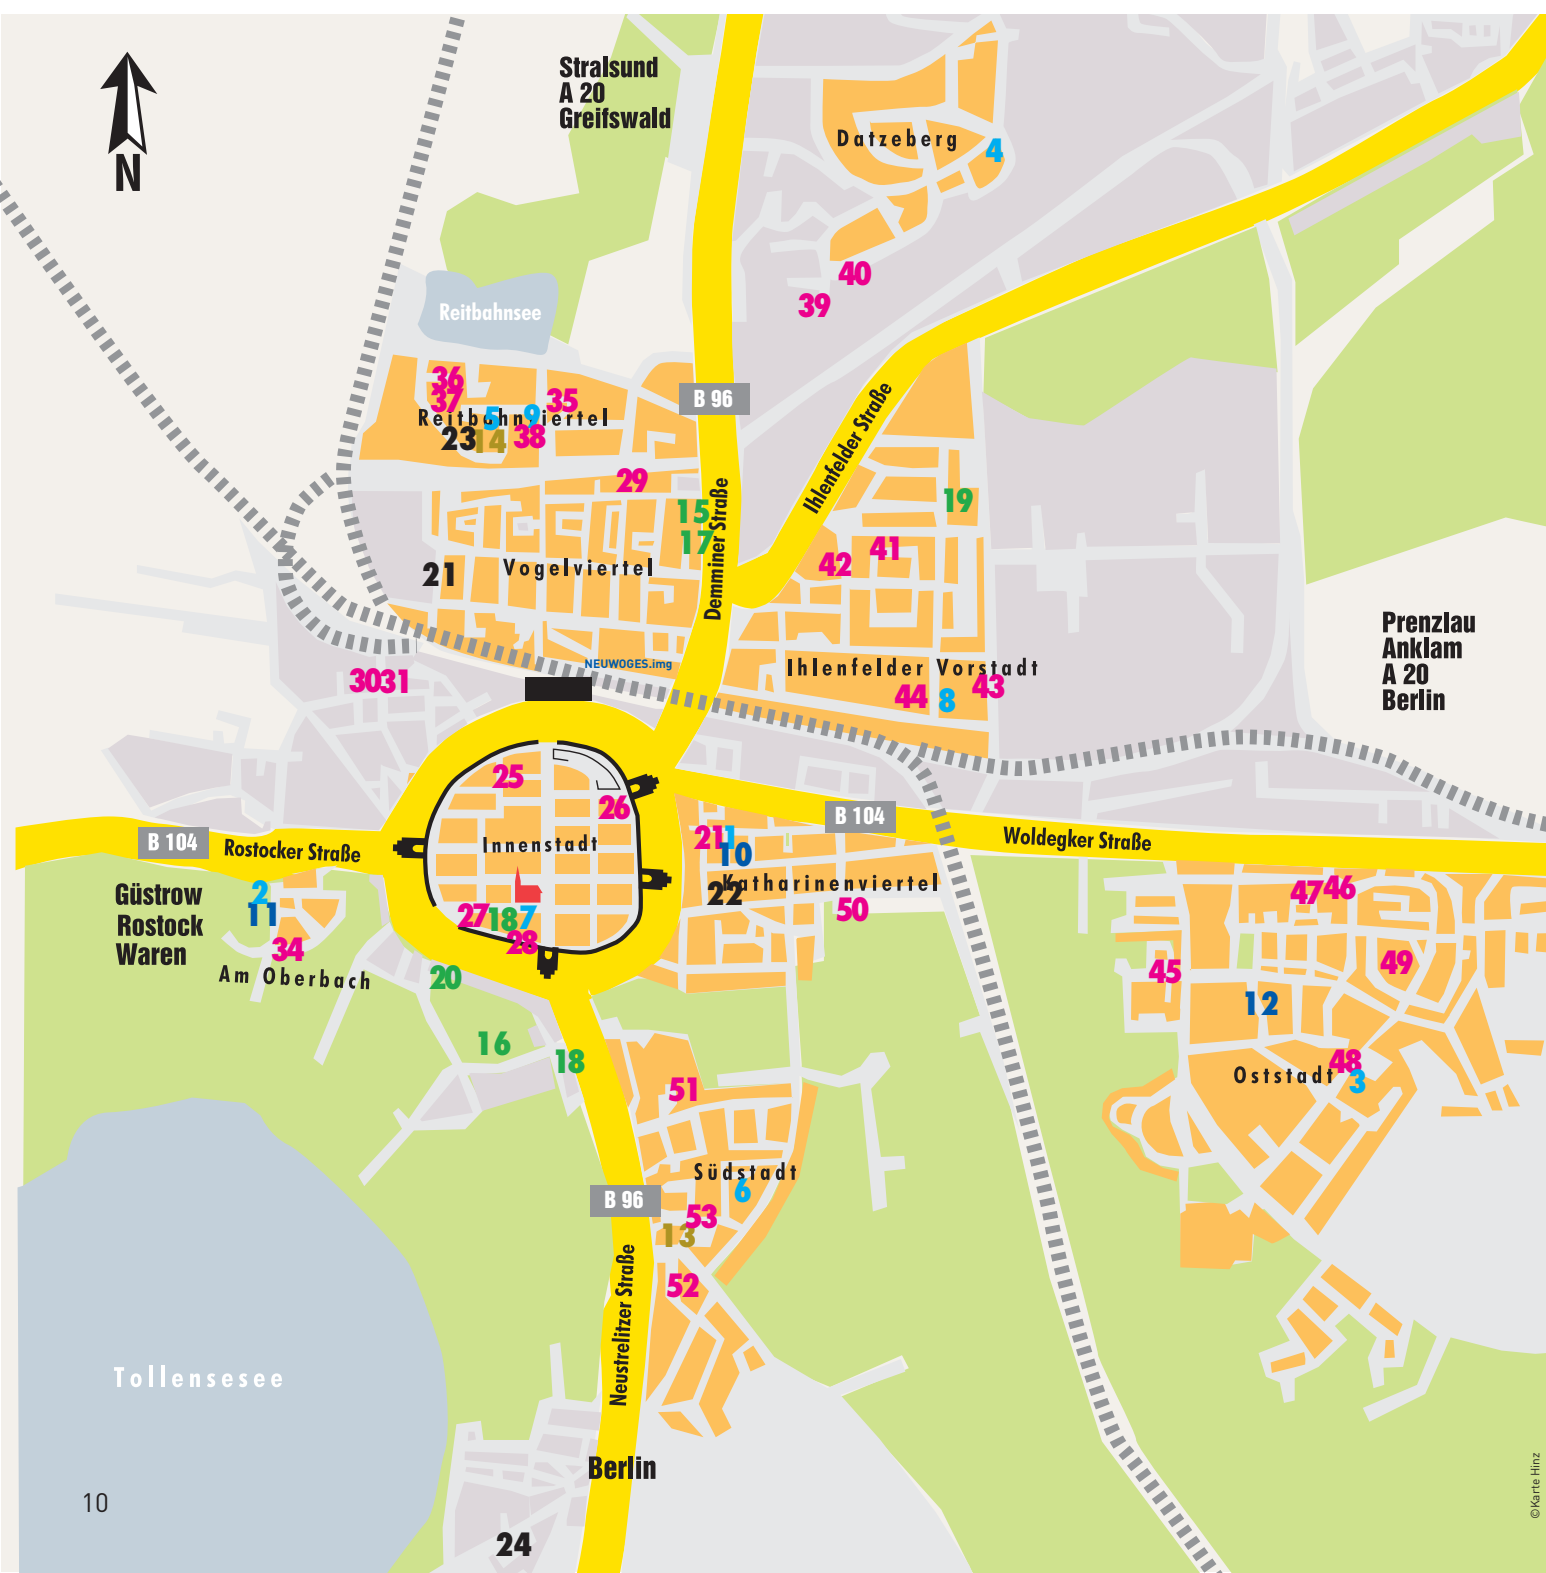 Stralsund
A 20
Greifswald
N
Datzeberg
4
40
39
Reitbahnsee
36
37
35
B 96
5
9
Reitbahnviertel
23
14
38
29
Ihlenfelder Straße
19
15
17
Demminer Straße
41
42
21
Vogelviertel
Prenzlau
Anklam
A 20
Berlin
NEUWOGES.img
Ihlenfelder Vorstadt
3031
44
8
43
25
26
B 104
B 104
Rostocker Straße
Innenstadt
21
1
10
Woldegker Straße
Güstrow
Rostock
Waren
2
11
22
Katharinenviertel
50
47
46
27
18
7
28
34
Am Oberbach
20
45
49
12
16
18
51
Oststadt
48
3
Südstadt
6
B 96
53
13
52
Neustrelitzer Straße
Tollensesee
Berlin
10
24
©Karte Hinz